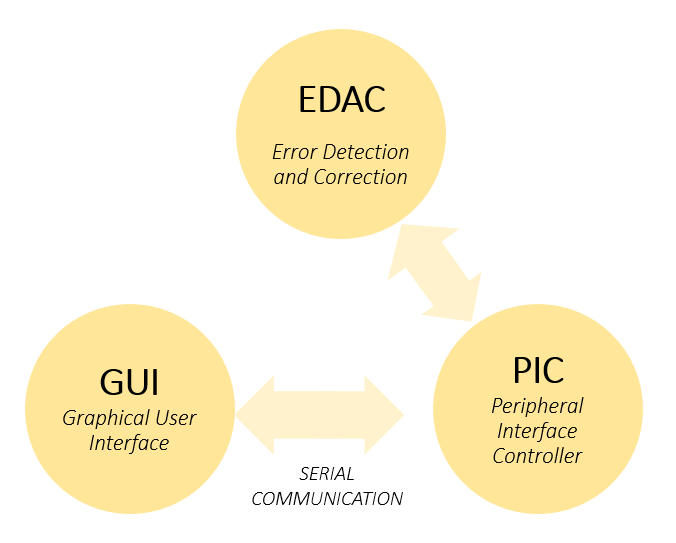 EDAC
Error Detection
and Correction
GUI
Graphical User
Interface
PIC
Peripheral
Interface
Controller
SERIAL
COMMUNICATION